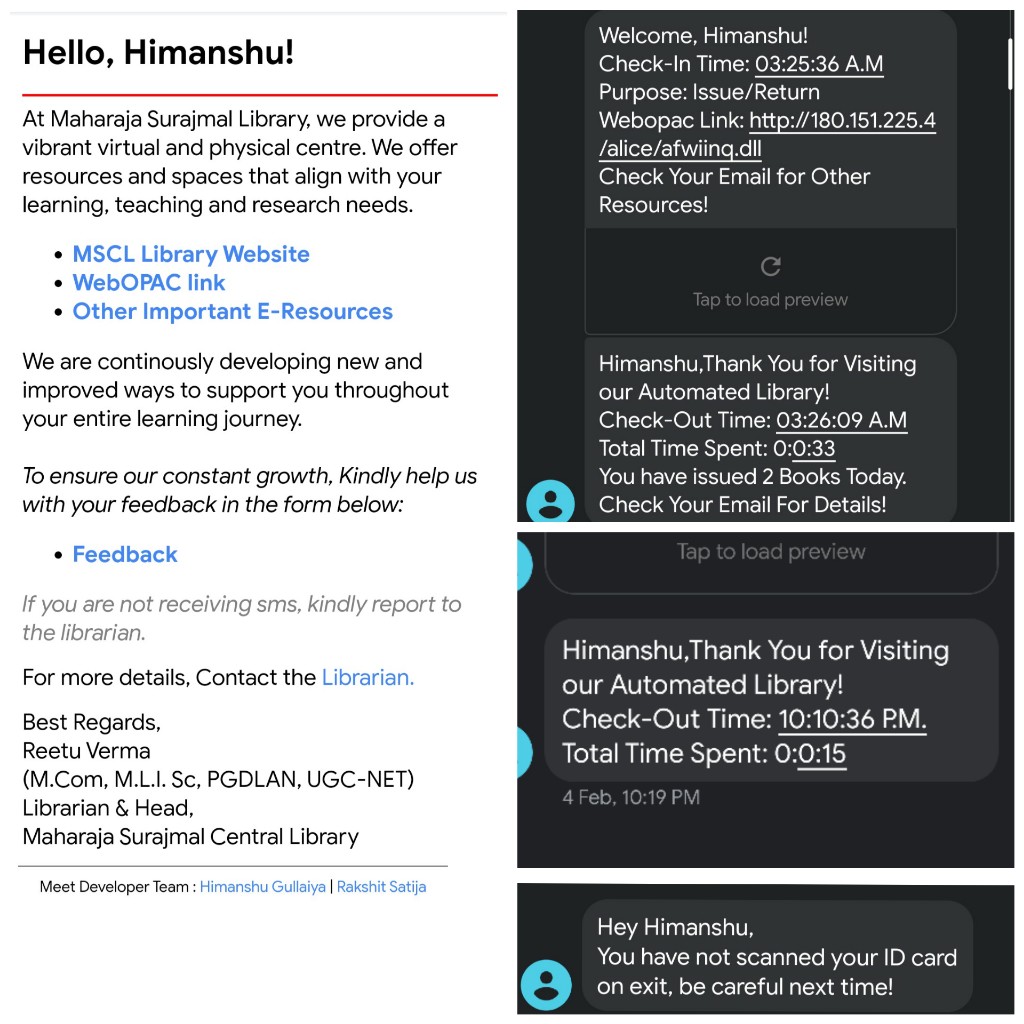 Hello, Himanshu!
At Maharaja Surajmal Library, we provide a
vibrant virtual and physical centre. We offer
resources and spaces that align with your
learning, teaching and research needs.
• MSCL Library Website
• WebOPAC link
• Other Important E-Resources
We are continously developing new and
improved ways to support you throughout
your entire learning journey.
To ensure our constant growth, Kindly help us
with your feedback in the form below:
• Feedback
If you are not receiving sms, kindly report to
the librarian.
For more details, Contact the Librarian.
Best Regards,
Reetu Verma
(M.Com, M.L.I. Sc, PGDLAN, UGC-NET)
Librarian & Head,
Maharaja Surajmal Central Library
Meet Developer Team : Himanshu Gullaiya | Rakshit Satija
Welcome, Himanshu!
Check-In Time: 03:25:36 A.M
Purpose: Issue/Return
Webopac Link: http://180.151.225.4
/alice/afwiinq.dll
Check Your Email for Other
Resources!
Tap to load preview
Himanshu,Thank You for Visiting
our Automated Library!
Check-Out Time: 03:26:09 A.M
Total Time Spent: 0:0:33
You have issued 2 Books Today.
Check Your Email For Details!
Tap to load preview
Himanshu,Thank You for Visiting
our Automated Library!
Check-Out Time: 10:10:36 P.M.
Total Time Spent: 0:0:15
4 Feb, 10:19 PM
Hey Himanshu,
You have not scanned your ID card
on exit, be careful next time!